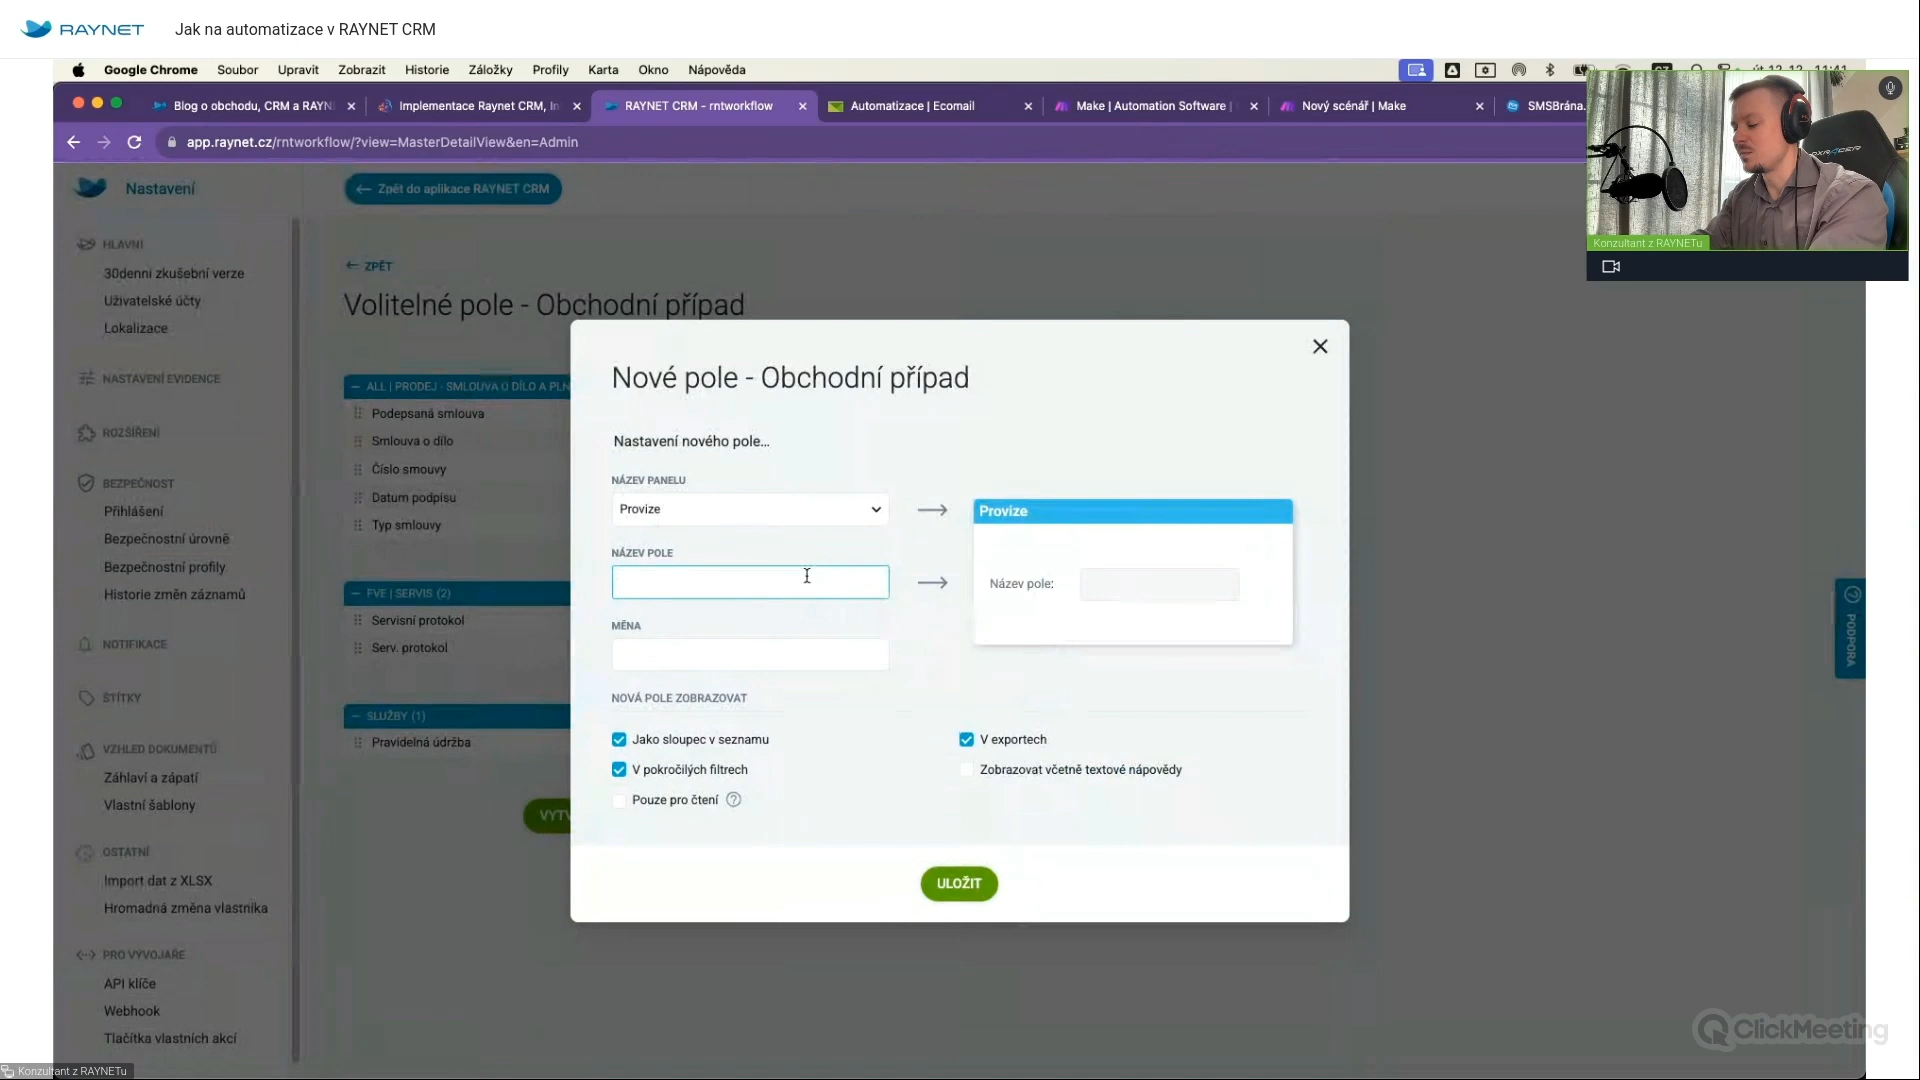 RAYNET
Jak na automatizace v RAYNET CRM
Google Chrome Soubor Upravit Zobrazit Historie Záložky Profily Karta Okno Nápověda
Blog o obchodu, CRM a RAYN
Implementace Raynet CRM, In
RAYNET CRM - rntworkflow
Automatizace | Ecomail
Make | Automation Software |
Nový scénář | Make
SMSBrána.
app.raynet.cz/rntworkflow/?view=MasterDetailView&en=Admin
Konzultant z RAYNETu
Nastavení
Zpět do aplikace RAYNET CRM
HLAVNÍ
30denní zkušební verze
Uživatelské účty
Lokalizace
NASTAVENÍ EVIDENCE
ROZŠÍŘENÍ
BEZPEČNOST
Přihlášení
Bezpečnostní úrovně
Bezpečnostní profily
Historie změn záznamů
NOTIFIKACE
ŠTÍTKY
VZHLED DOKUMENTŮ
Záhlaví a zápatí
Vlastní šablony
OSTATNÍ
Import dat z XLSX
Hromadná změna vlastníka
PRO VÝVOJÁŘE
API klíče
Webhook
Tlačítka vlastních akcí
ZPĚT
Volitelné pole - Obchodní případ
ALL | PRODEJ - SMLOUVA O DÍLO A PLN
Podepsaná smlouva
Smlouva o dílo
Číslo smouvy
Datum podpisu
Typ smlouvy
FVE | SERVIS (2)
Servisní protokol
Serv. protokol
SLUŽBY (1)
Pravidelná údržba
VYTV
Nové pole - Obchodní případ
Nastavení nového pole...
NÁZEV PANELU
Provize
Provize
NÁZEV POLE
Název pole:
MĚNA
NOVÁ POLE ZOBRAZOVAT
Jako sloupec v seznamu
V exportech
V pokročilých filtrech
Zobrazovat včetně textové nápovědy
Pouze pro čtení
ULOŽIT
PODPORA
ClickMeeting
Konzultant z RAYNETu